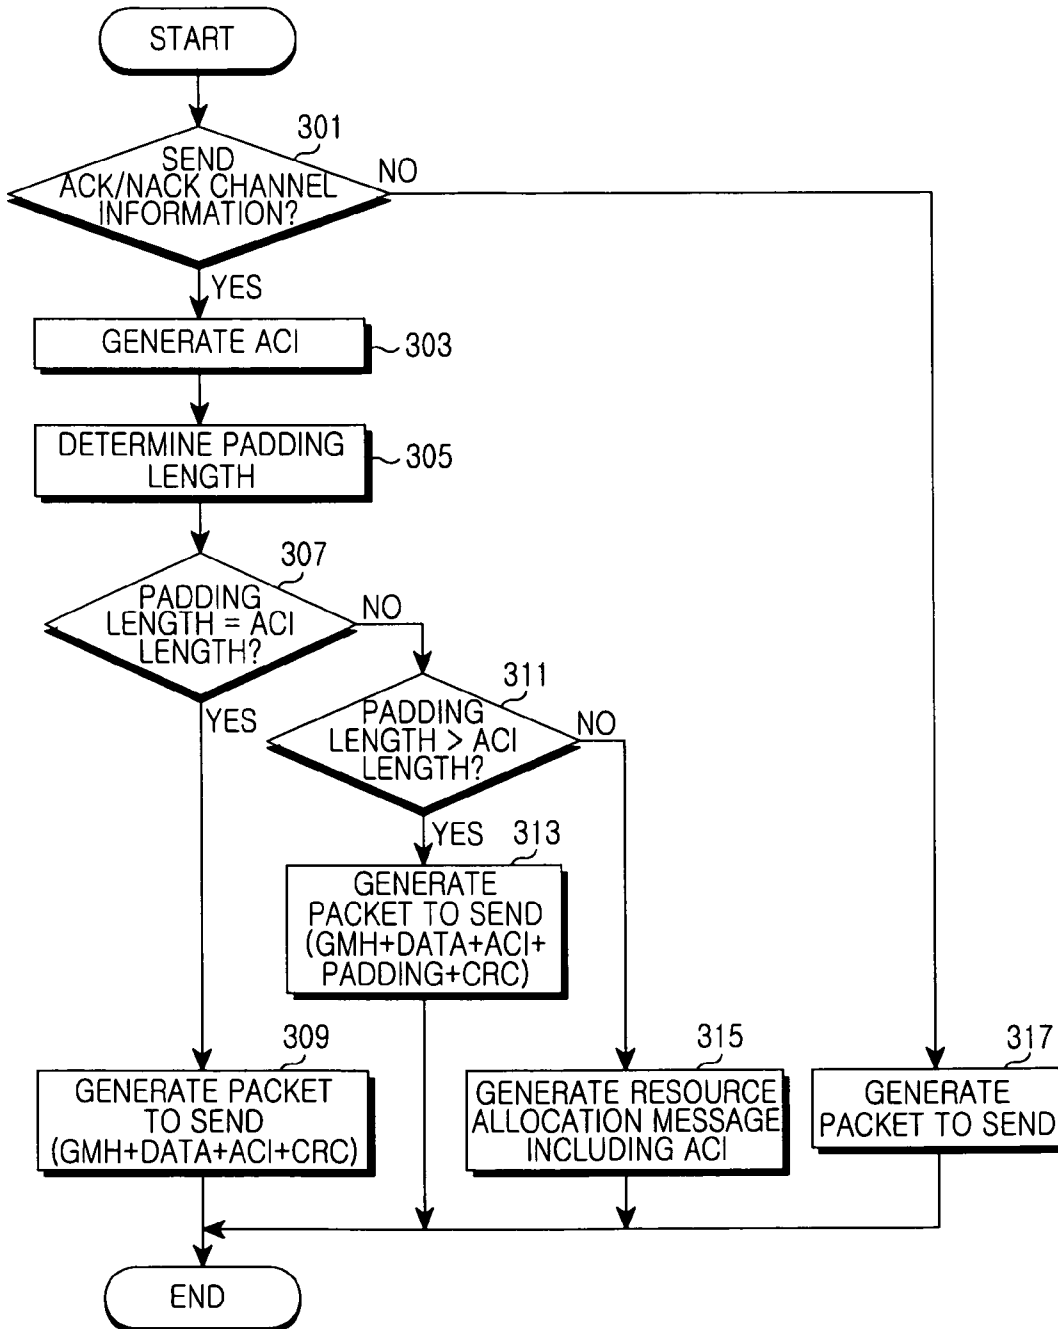 START
301
SEND
ACK/NACK CHANNEL
INFORMATION?
NO
YES
GENERATE ACI
303
DETERMINE PADDING
LENGTH
305
307
PADDING
LENGTH = ACI
LENGTH?
NO
YES
311
PADDING
LENGTH > ACI
LENGTH?
NO
YES
313
GENERATE
PACKET TO SEND
(GMH+DATA+ACI+
PADDING+CRC)
309
GENERATE PACKET
TO SEND
(GMH+DATA+ACI+CRC)
315
GENERATE RESOURCE
ALLOCATION MESSAGE
INCLUDING ACI
317
GENERATE
PACKET TO SEND
END